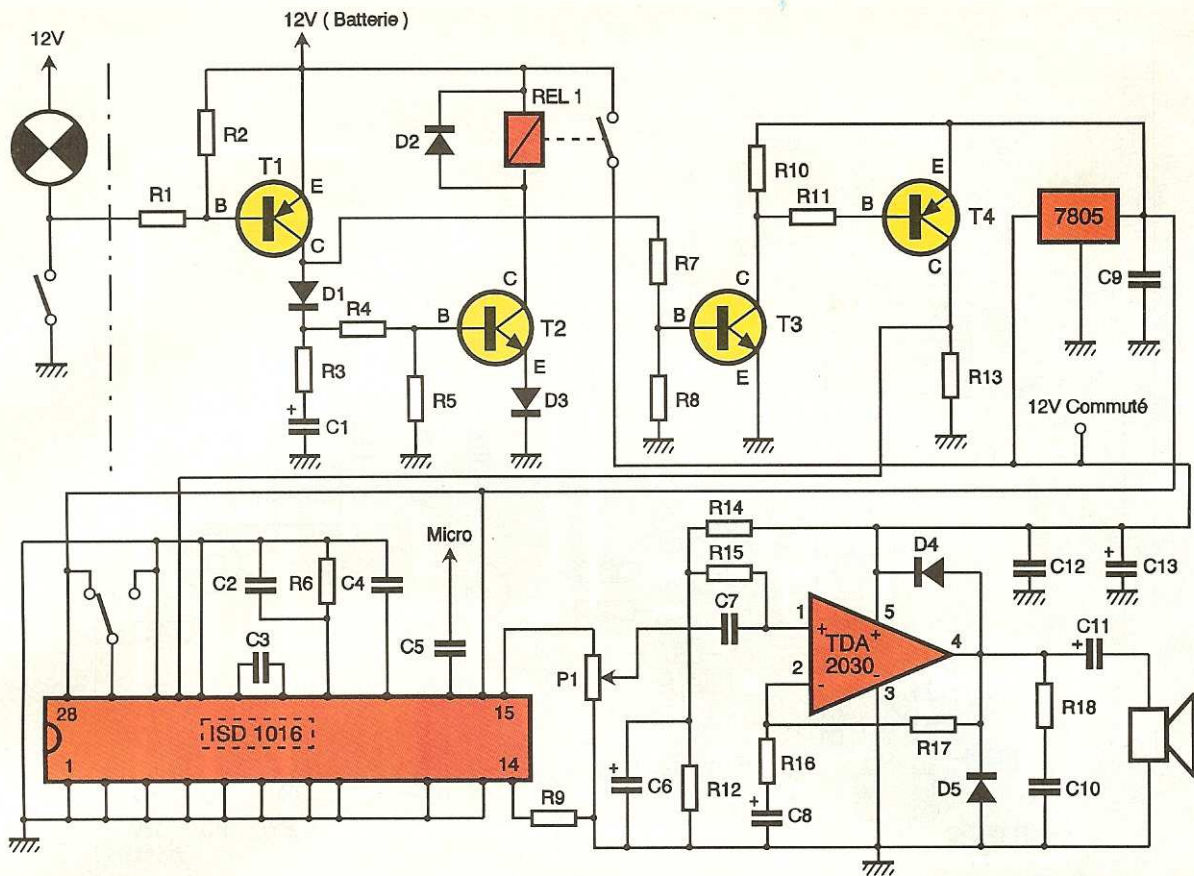 12V ( Batterie )
12V
R2
D2
REL 1
T1
R1
B
E
C
R10
E
R11
B
T4
7805
C
R7
C
C9
D1
R4
B
C
T2
B
T3
R3
E
E
R13
R5
D3
R8
12V Commuté
C1
Micro
R14
R15
D4
C12
C13
C2
R6
C4
C7
1
5
C3
C5
TDA
2030
4
C11
P1
2
3
28
15
ISD 1016
R17
R18
1
14
R16
D5
C10
R9
C6
R12
C8
+
+
+
+
-
-
+
+
+